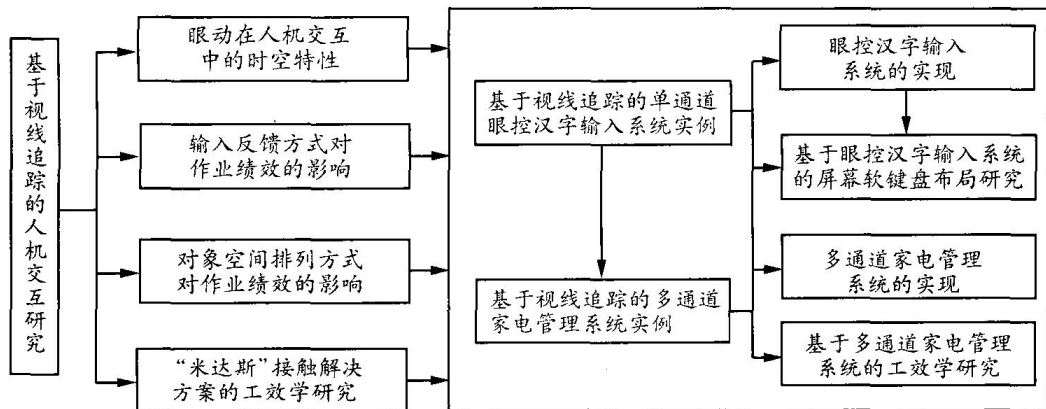 基于视线追踪的人机交互研究
眼动在人机交互
中的时空特性
输入反馈方式对
作业绩效的影响
对象空间排列方式
对作业绩效的影响
“米达斯”接触解决
方案的工效学研究
基于视线追踪的单通道
眼控汉字输入系统实例
基于视线追踪的多通道
家电管理系统实例
眼控汉字输入
系统的实现
基于眼控汉字输入系统
的屏幕软键盘布局研究
多通道家电管理
系统的实现
基于多通道家电管理
系统的工效学研究